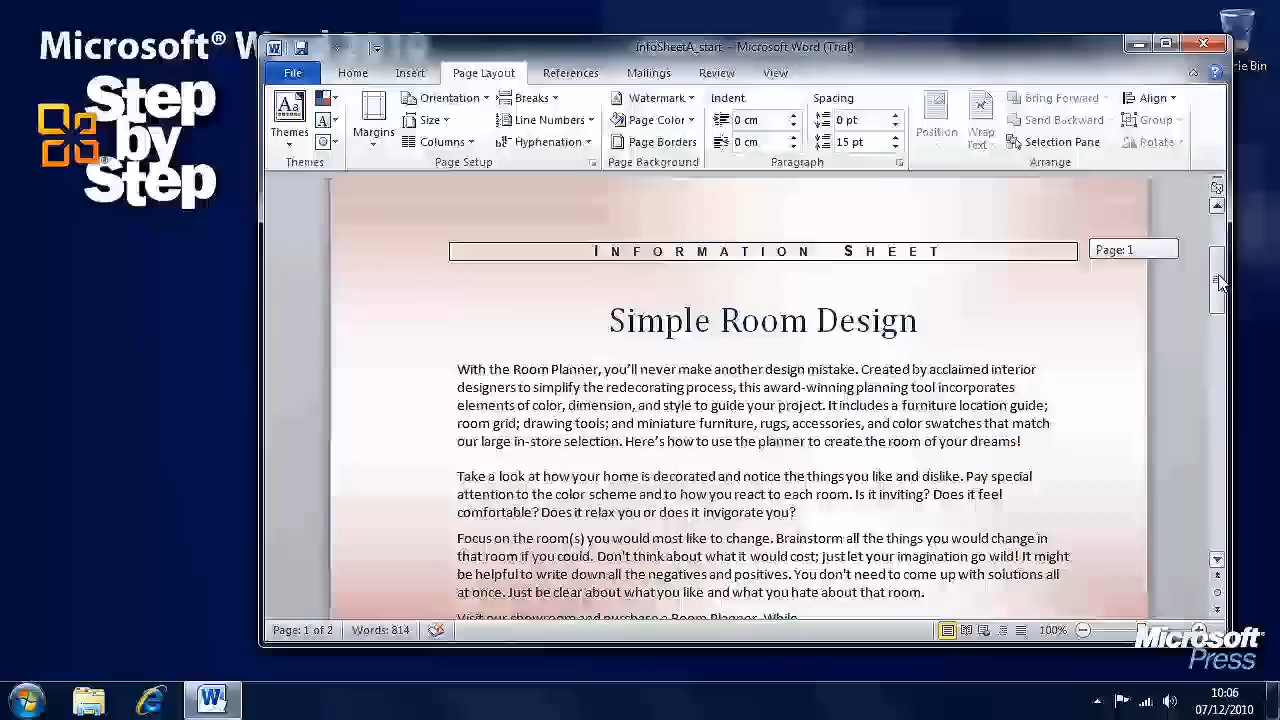 Microsoft® W
Step
by
Step
InfoSheetA_start - Microsoft Word (Trial)
rie Bin
File Home Insert Page Layout References Mailings Review View
Themes
Margins
Orientation
Size
Columns
Breaks
Line Numbers
Hyphenation
Watermark
Page Color
Page Borders
Indent
0 cm
0 cm
Spacing
0 pt
15 pt
Position
Wrap
Text
Bring Forward
Send Backward
Selection Pane
Align
Group
Rotate
Themes Page Setup Page Background Paragraph Arrange
INFORMATION SHEET
Page: 1
Simple Room Design
With the Room Planner, you'll never make another design mistake. Created by acclaimed interior
designers to simplify the redecorating process, this award-winning planning tool incorporates
elements of color, dimension, and style to guide your project. It includes a furniture location guide;
room grid; drawing tools; and miniature furniture, rugs, accessories, and color swatches that match
our large in-store selection. Here's how to use the planner to create the room of your dreams!
Take a look at how your home is decorated and notice the things you like and dislike. Pay special
attention to the color scheme and to how you react to each room. Is it inviting? Does it feel
comfortable? Does it relax you or does it invigorate you?
Focus on the room(s) you would most like to change. Brainstorm all the things you would change in
that room if you could. Don't think about what it would cost; just let your imagination go wild! It might
be helpful to write down all the negatives and positives. You don't need to come up with solutions all
at once. Just be clear about what you like and what you hate about that room.
Visit our showroom and purchase a Room Planner. While
Page: 1 of 2 Words: 814 100%
Microsoft®
Press
10:06
07/12/2010